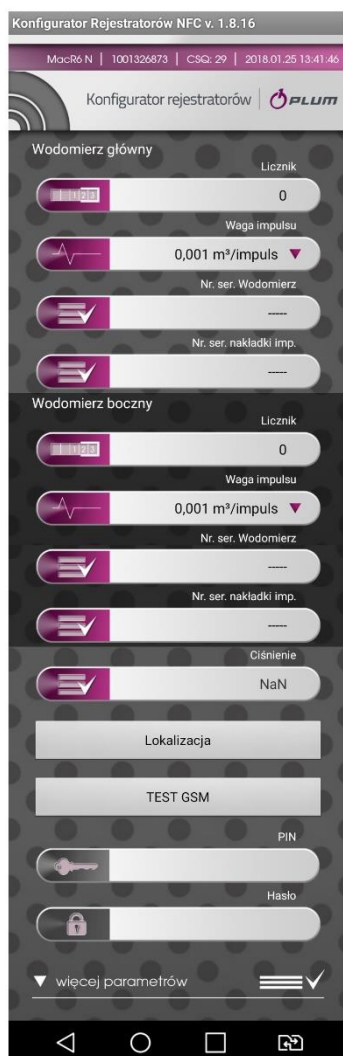 Konfigurator Rejestratorów NFC v. 1.8.16
MacR6 N | 1001326873 | CSQ: 29 | 2018.01.25 13:41:46
Konfigurator rejestratorów | PLUM
Wodomierz główny
Licznik
0
Waga impulsu
0,001 m³/impuls ▼
Nr. ser. Wodomierz
-----
Nr. ser. nakładki imp.
-----
Wodomierz boczny
Licznik
0
Waga impulsu
0,001 m³/impuls ▼
Nr. ser. Wodomierz
-----
Nr. ser. nakładki imp.
-----
Ciśnienie
NaN
Lokalizacja
TEST GSM
PIN
Hasło
▼ więcej parametrów